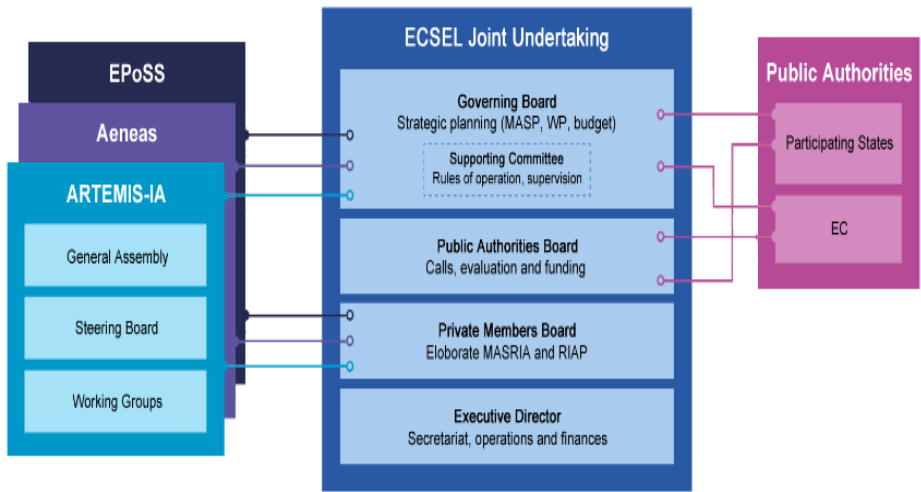 EPoSS
Aeneas
ARTEMIS-IA
General Assembly
Steering Board
Working Groups
ECSEL Joint Undertaking
Governing Board
Strategic planning (MASP, WP, budget)
Supporting Committee
Rules of operation, supervision
Public Authorities Board
Calls, evaluation and funding
Private Members Board
Eloborate MASRIA and RIAP
Executive Director
Secretariat, operations and finances
Public Authorities
Participating States
EC